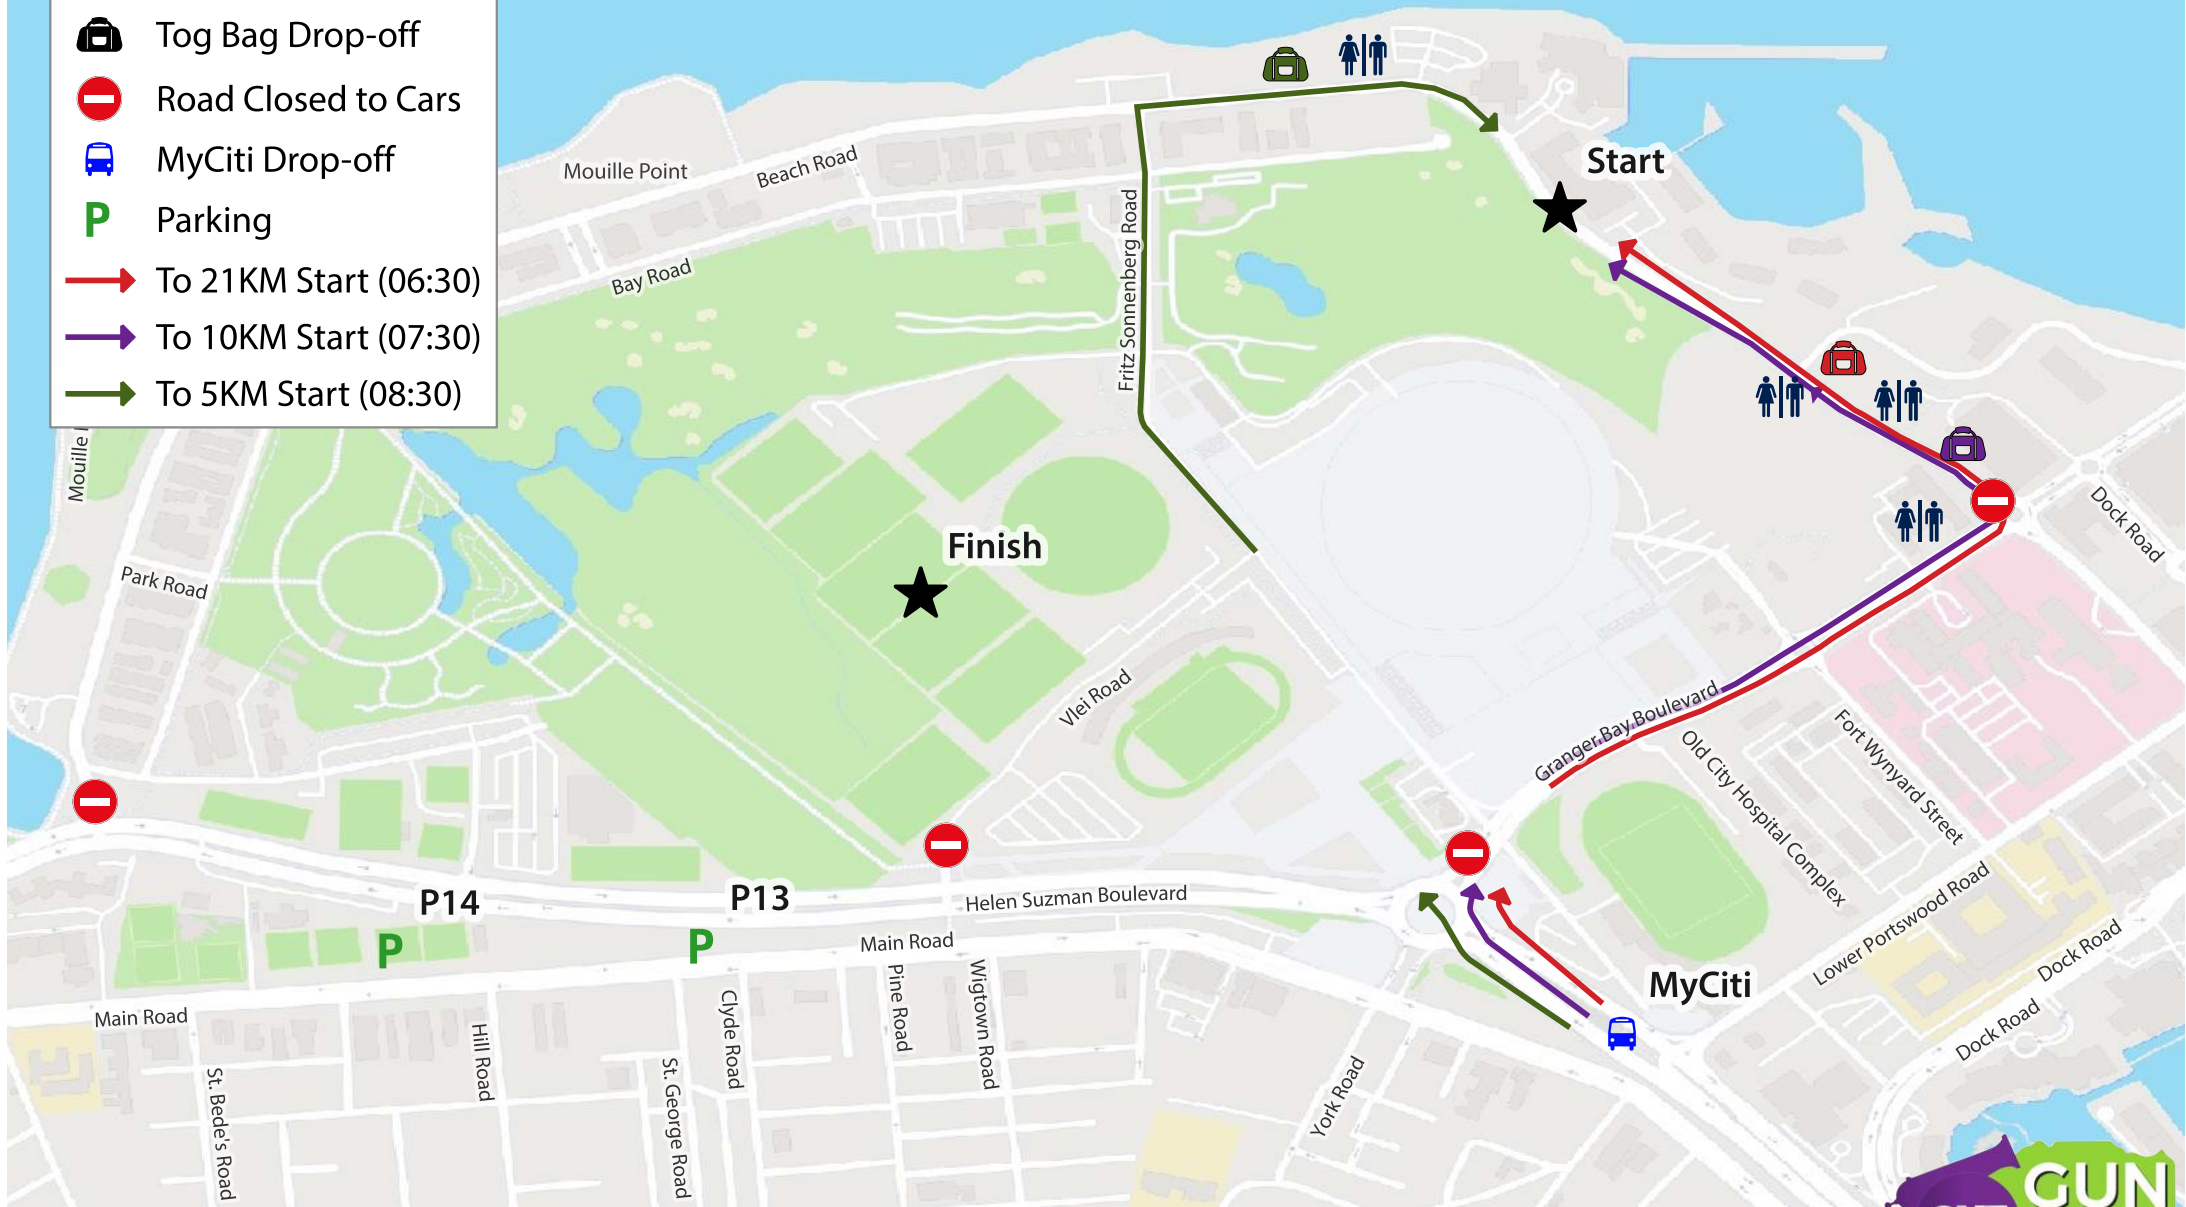 Tog Bag Drop-off
Road Closed to Cars
MyCiti Drop-off
P Parking
To 21KM Start (06:30)
To 10KM Start (07:30)
To 5KM Start (08:30)
Mouille Point
Beach Road
Bay Road
Fritz Sonnenberg Road
Start
Mouille
Park Road
Finish
Vlei Road
Dock Road
Granger Bay Boulevard
Old City Hospital Complex
Fort Wynyard Street
Lower Portswood Road
Dock Road
Dock Road
P14
P
P13
P
Helen Suzman Boulevard
Main Road
Main Road
MyCiti
St. Bede's Road
Hill Road
St. George Road
Clyde Road
Pine Road
Wigtown Road
York Road
GUN